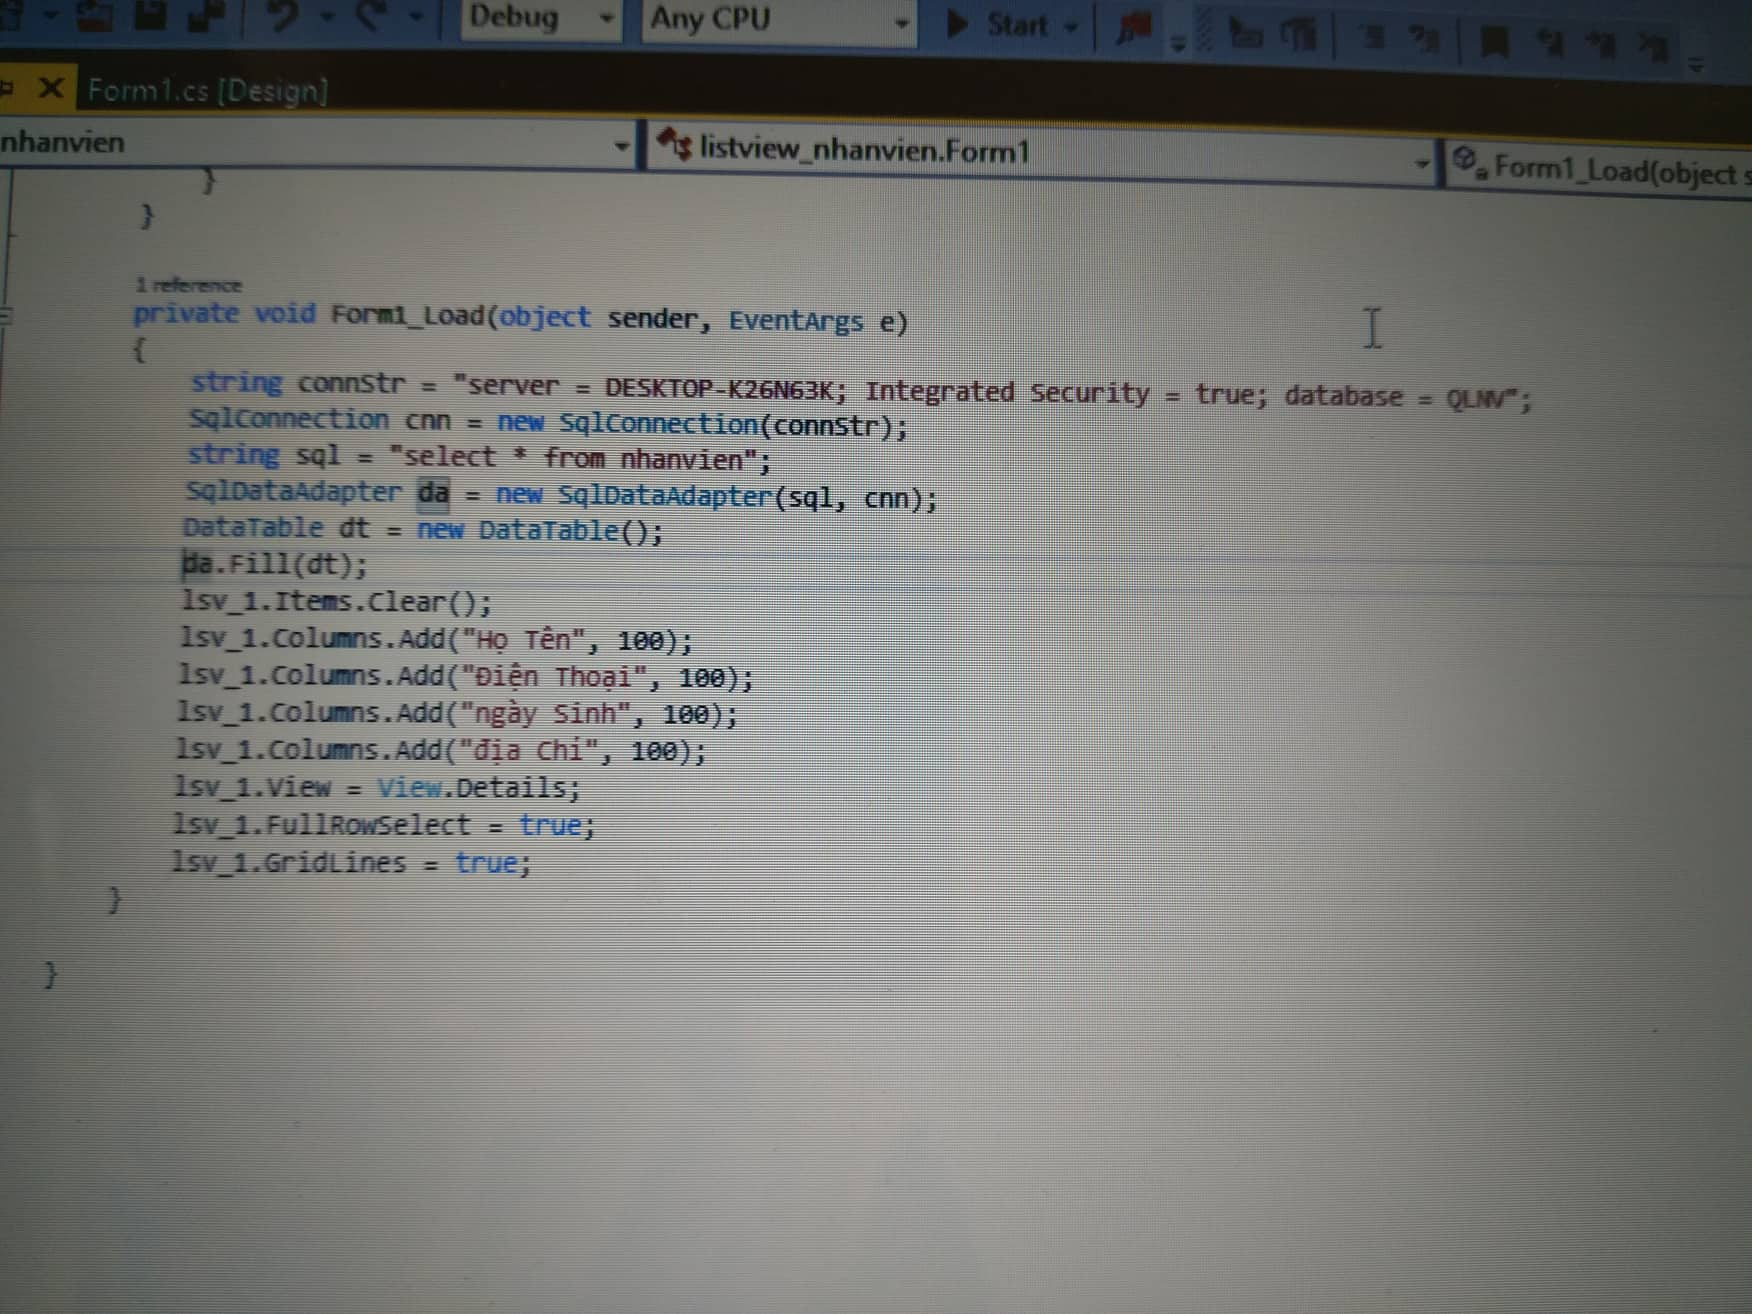 Debug
Any CPU
Start
Form1.cs [Design]
nhanvien
listview_nhanvien.Form1
Form1_Load(object s
}
}
1 reference
private void Form1_Load(object sender, EventArgs e)
{
string connStr = "server = DESKTOP-K26N63K; Integrated Security = true; database = QLNV";
SqlConnection cnn = new SqlConnection(connStr);
string sql = "select * from nhanvien";
SqlDataAdapter da = new SqlDataAdapter(sql, cnn);
DataTable dt = new DataTable();
da.Fill(dt);
lsv_1.Items.Clear();
lsv_1.Columns.Add("Họ Tên", 100);
lsv_1.Columns.Add("Điện Thoại", 100);
lsv_1.Columns.Add("ngày Sinh", 100);
lsv_1.Columns.Add("địa Chỉ", 100);
lsv_1.View = View.Details;
lsv_1.FullRowSelect = true;
lsv_1.GridLines = true;
}
}